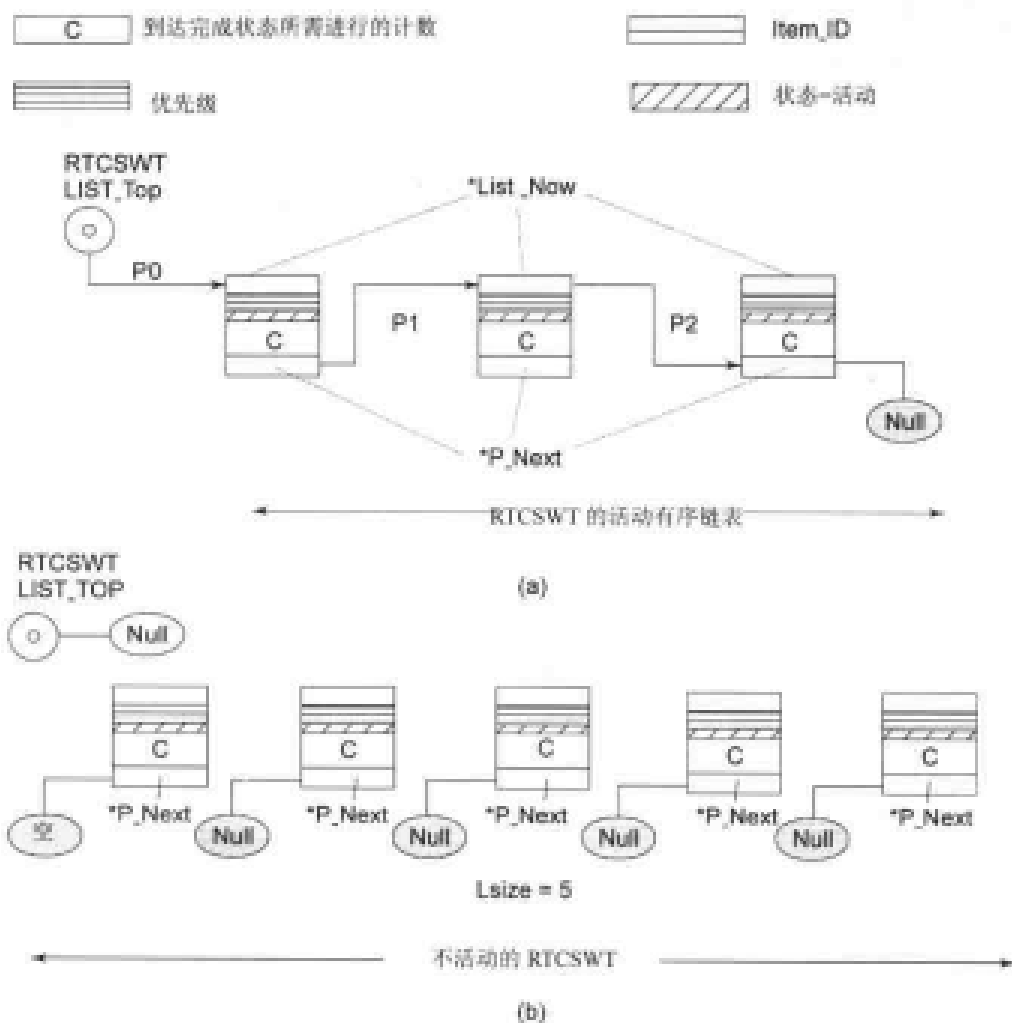 C 到达完成状态所需进行的计数
Item_ID
优先级
状态=活动
RTCSWT
LIST_Top
*List_Now
P0
P1
P2
C
C
C
Null
*P_Next
RTCSWT 的活动有序链表
(a)
RTCSWT
LIST_TOP
Null
C
C
C
C
C
*P_Next
*P_Next
*P_Next
*P_Next
*P_Next
空
Null
Null
Null
Null
Lsize = 5
不活动的 RTCSWT
(b)